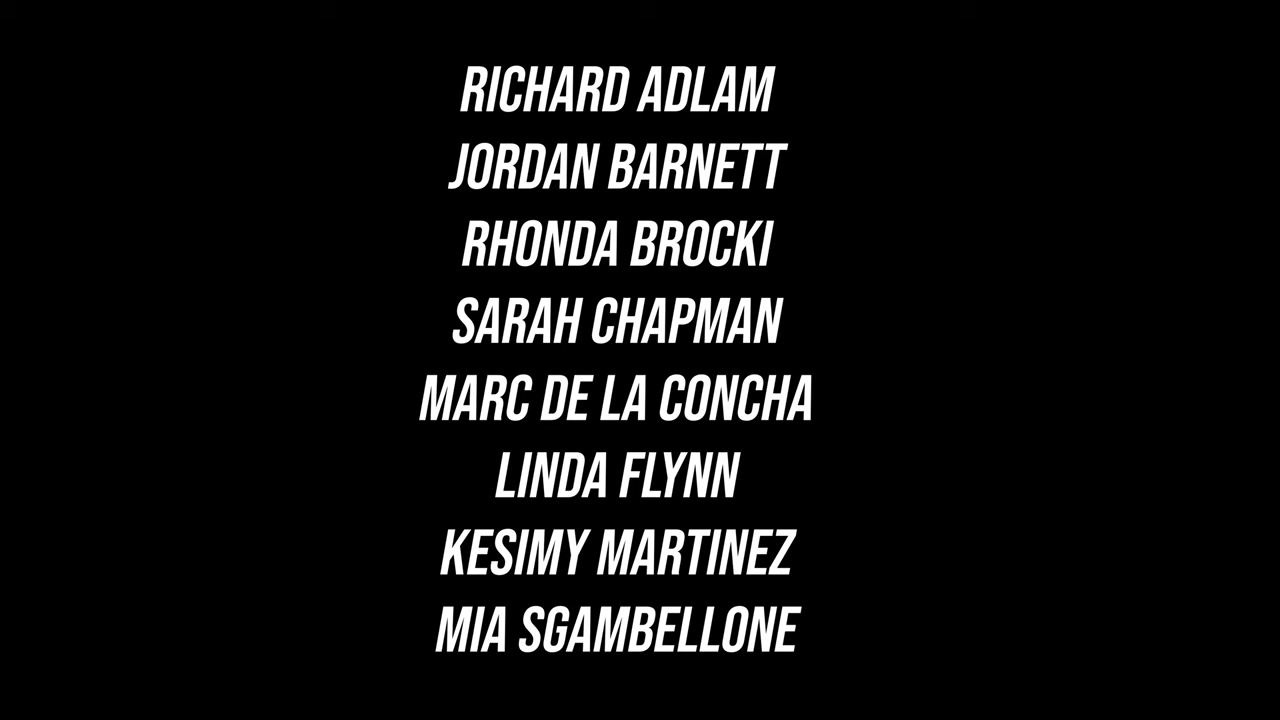 RICHARD ADLAM
JORDAN BARNETT
RHONDA BROCKI
SARAH CHAPMAN
MARC DE LA CONCHA
LINDA FLYNN
KESIMY MARTINEZ
MIA SGAMBELLONE